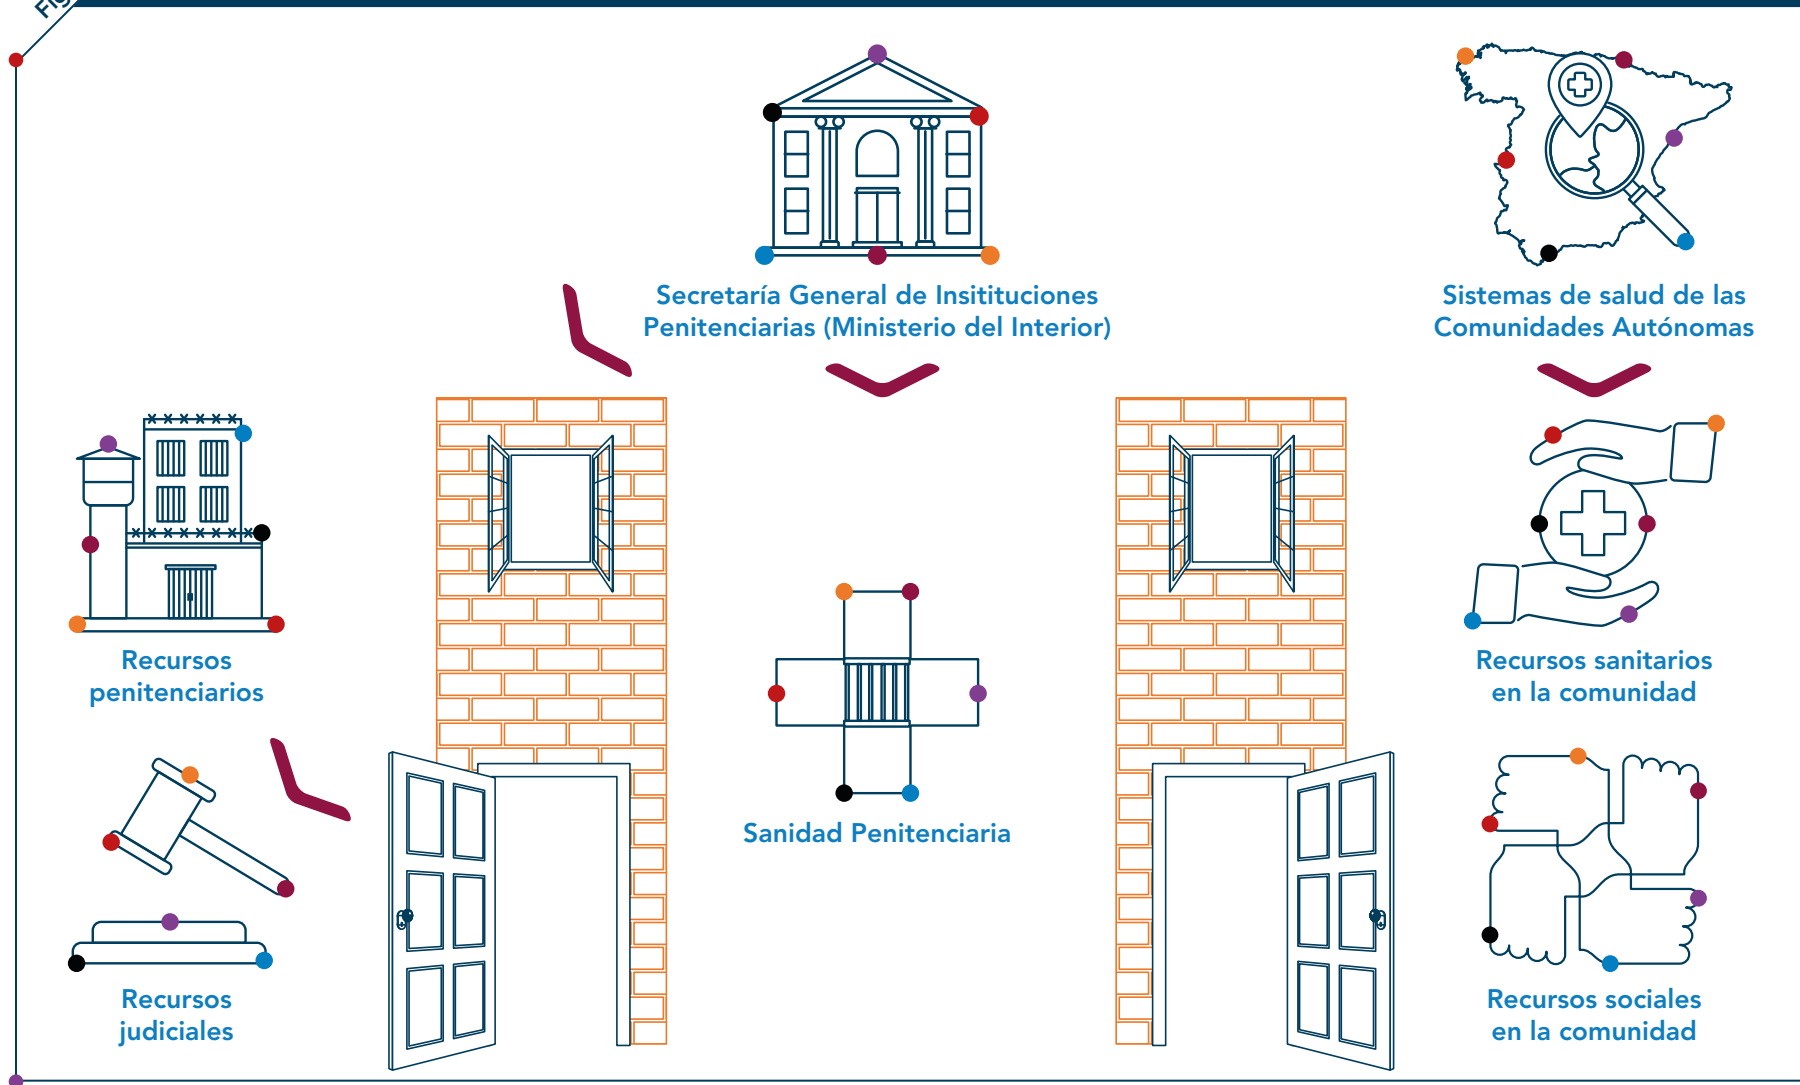 Secretaría General de Insitituciones
Penitenciarias (Ministerio del Interior)
Sistemas de salud de las
Comunidades Autónomas
Recursos
penitenciarios
Recursos sanitarios
en la comunidad
Sanidad Penitenciaria
Recursos
judiciales
Recursos sociales
en la comunidad